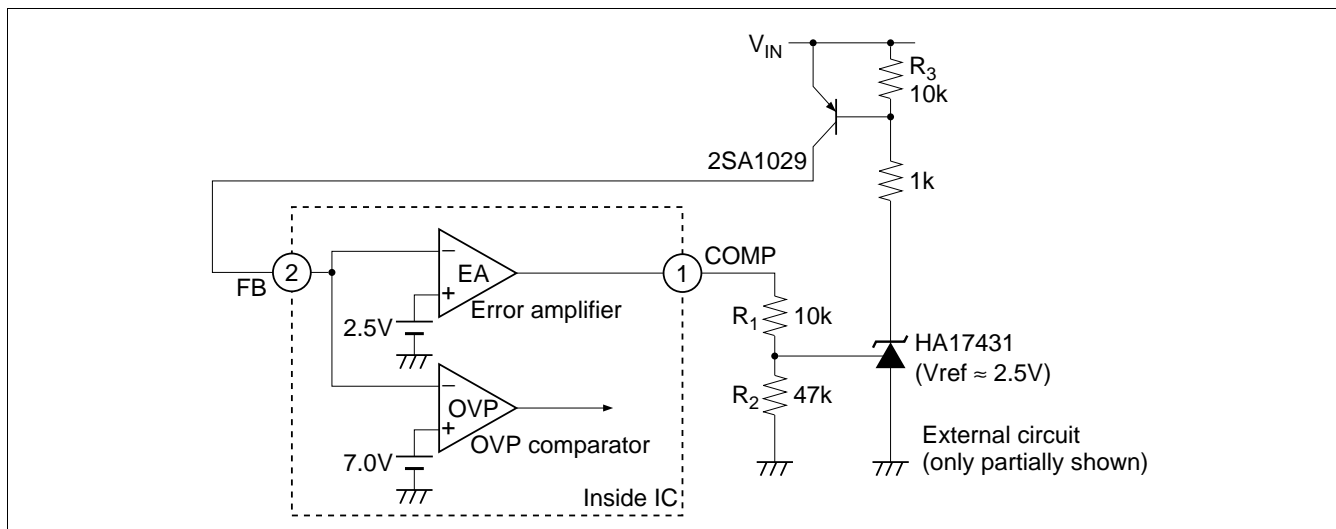 VIN
R3
10k
2SA1029
1k
2
FB
−
EA
+
Error amplifier
2.5V
1
COMP
R1
10k
HA17431
(Vref ≈ 2.5V)
R2
47k
−
OVP
+
OVP comparator
7.0V
Inside IC
External circuit
(only partially shown)